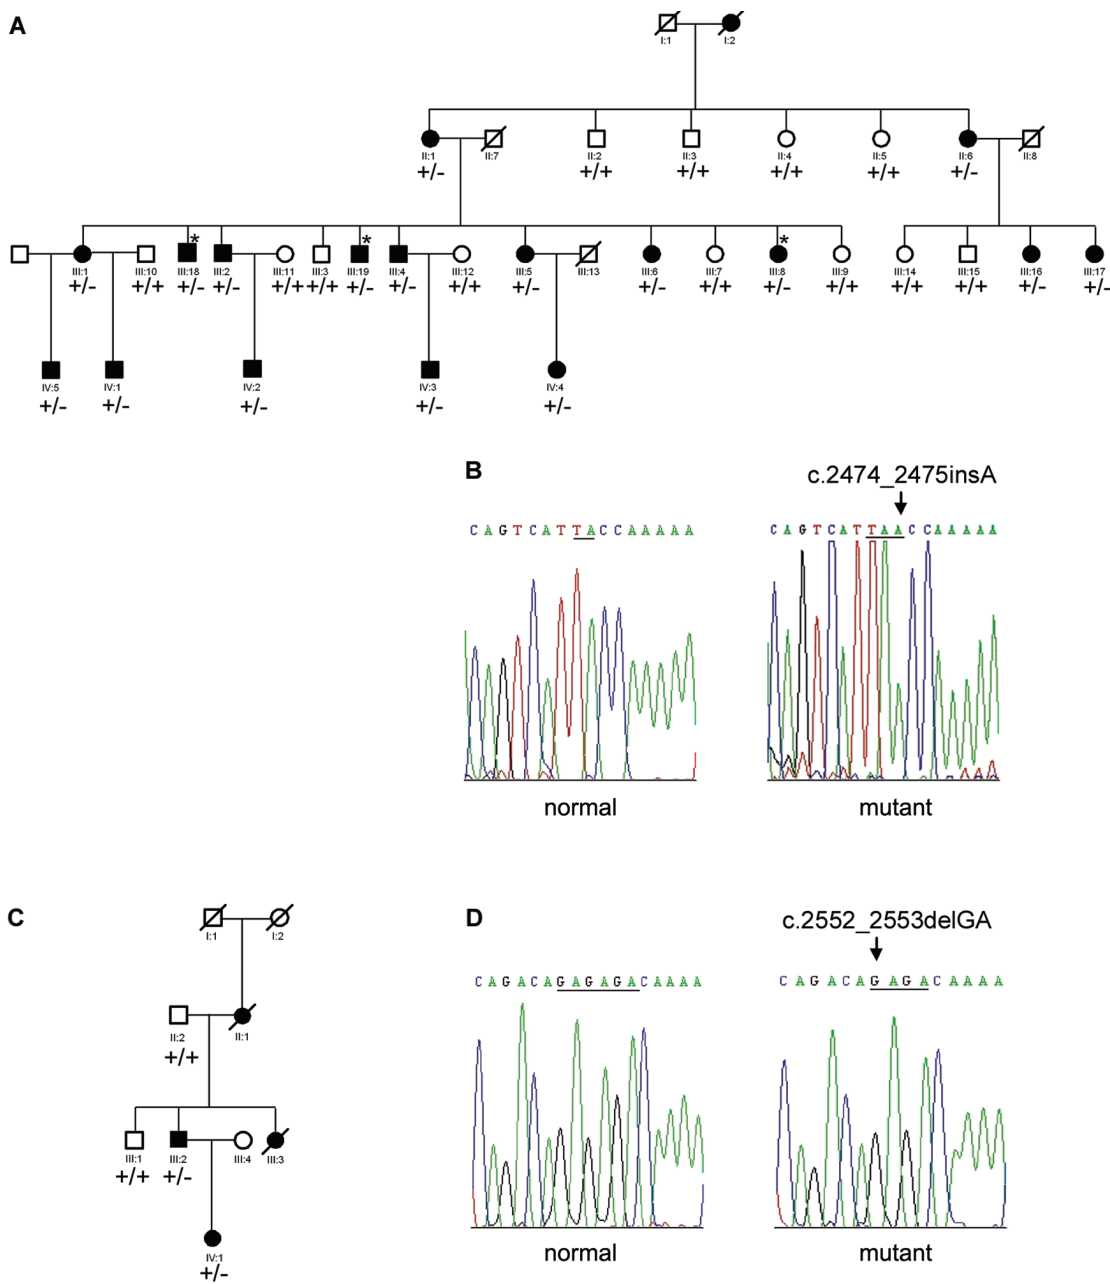 A
I:1 I:2
II:1 II:7 II:2 II:3 II:4 II:5 II:6 II:8
+/- +/+ +/+ +/+ +/+ +/-
* * *
III:1 III:10 III:18 III:2 III:11 III:3 III:19 III:4 III:12 III:5 III:13 III:6 III:7 III:8 III:9 III:14 III:15 III:16 III:17
+/- +/+ +/- +/- +/+ +/+ +/- +/- +/+ +/- +/- +/+ +/- +/+ +/+ +/+ +/- +/-
IV:5 IV:1 IV:2 IV:3 IV:4
+/- +/- +/- +/- +/-
B
c.2474_2475insA
C A G T C A T T A C C A A A A A
C A G T C A T T A A C C A A A A A
normal
mutant
C
I:1 I:2
II:2 II:1
+/+
III:1 III:2 III:4 III:3
+/+ +/-
IV:1
+/-
D
c.2552_2553delGA
C A G A C A G A G A G A C A A A A
C A G A C A G A G A C A A A A
normal
mutant